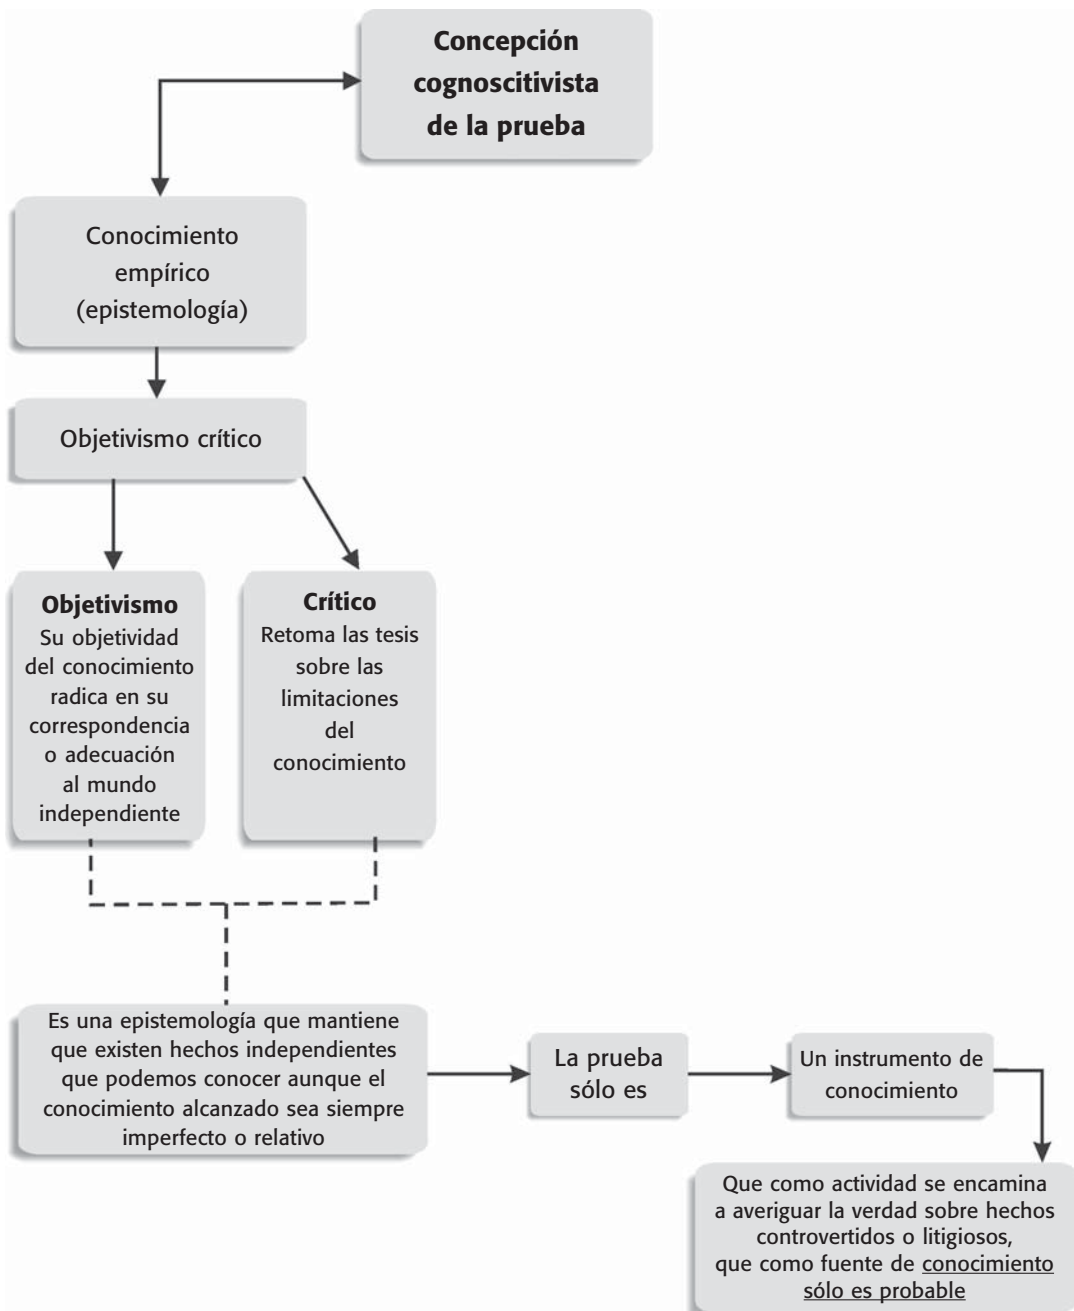 Concepción
cognoscitivista
de la prueba
Conocimiento
empírico
(epistemología)
Objetivismo crítico
Objetivismo
Su objetividad
del conocimiento
radica en su
correspondencia
o adecuación
al mundo
independiente
Crítico
Retoma las tesis
sobre las
limitaciones
del
conocimiento
Es una epistemología que mantiene
que existen hechos independientes
que podemos conocer aunque el
conocimiento alcanzado sea siempre
imperfecto o relativo
La prueba
sólo es
Un instrumento de
conocimiento
Que como actividad se encamina
a averiguar la verdad sobre hechos
controvertidos o litigiosos,
que como fuente de conocimiento
sólo es probable